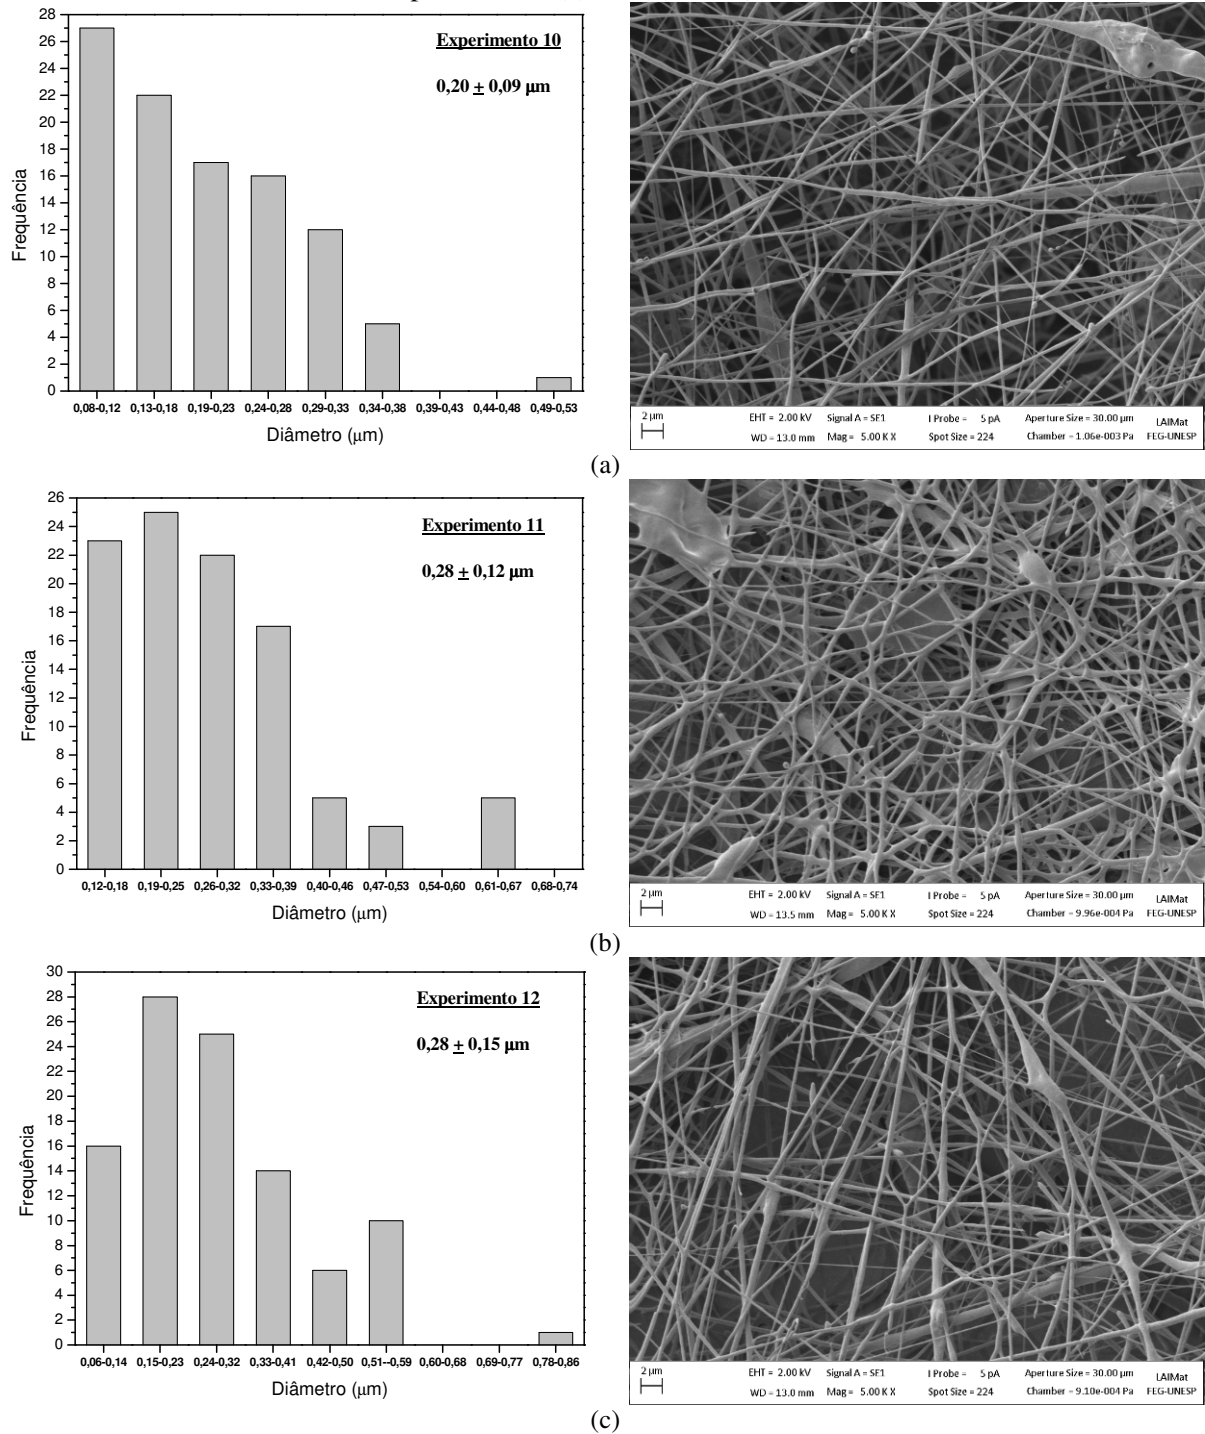 28
26
24
22
20
18
16
14
12
10
8
6
4
2
0
Frequência
Experimento 10
0,20 ± 0,09 µm
0,08-0,12 0,13-0,18 0,19-0,23 0,24-0,28 0,29-0,33 0,34-0,38 0,39-0,43 0,44-0,48 0,49-0,53
Diâmetro (µm)
2 µm
EHT = 2.00 kV Signal A = SE1 I Probe = 5 pA Aperture Size = 30.00 µm LAIMat
WD = 13.0 mm Mag = 5.00 K X Spot Size = 224 Chamber = 1.06e-003 Pa FEG-UNESP
(a)
26
24
22
20
18
16
14
12
10
8
6
4
2
0
Frequência
Experimento 11
0,28 ± 0,12 µm
0,12-0,18 0,19-0,25 0,26-0,32 0,33-0,39 0,40-0,46 0,47-0,53 0,54-0,60 0,61-0,67 0,68-0,74
Diâmetro (µm)
2 µm
EHT = 2.00 kV Signal A = SE1 I Probe = 5 pA Aperture Size = 30.00 µm LAIMat
WD = 13.5 mm Mag = 5.00 K X Spot Size = 224 Chamber = 9.96e-004 Pa FEG-UNESP
(b)
30
28
26
24
22
20
18
16
14
12
10
8
6
4
2
0
Frequência
Experimento 12
0,28 ± 0,15 µm
0,06-0,14 0,15-0,23 0,24-0,32 0,33-0,41 0,42-0,50 0,51--0,59 0,60-0,68 0,69-0,77 0,78-0,86
Diâmetro (µm)
2 µm
EHT = 2.00 kV Signal A = SE1 I Probe = 5 pA Aperture Size = 30.00 µm LAIMat
WD = 13.0 mm Mag = 5.00 K X Spot Size = 224 Chamber = 9.10e-004 Pa FEG-UNESP
(c)